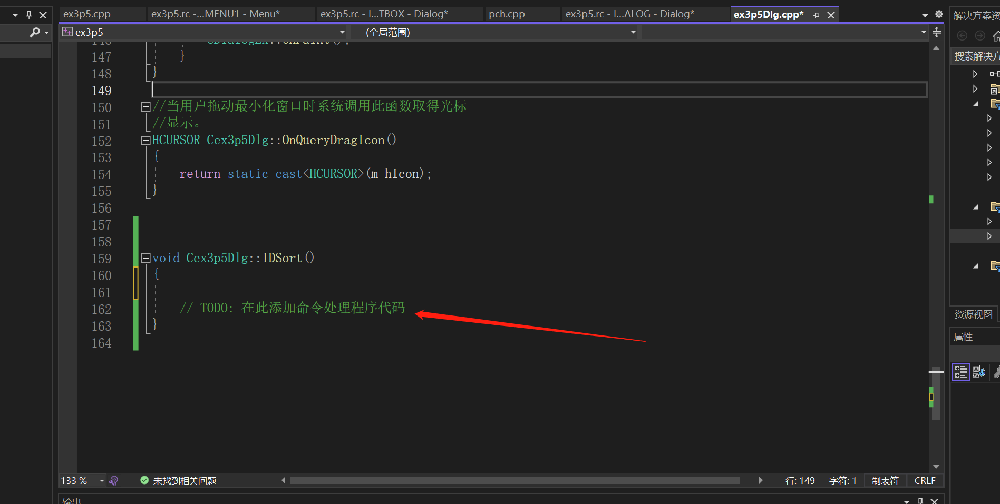 ex3p5.cpp
ex3p5.rc -...MENU1 - Menu*
ex3p5.rc - I...TBOX - Dialog*
pch.cpp
ex3p5.rc - I...ALOG - Dialog*
ex3p5Dlg.cpp*
解决方案资
ex3p5
(全局范围)
搜索解决方
146 CDialogEx::OnPaint();
147 }
148 }
149
150 //当用户拖动最小化窗口时系统调用此函数取得光标
151 //显示。
152 HCURSOR Cex3p5Dlg::OnQueryDragIcon()
153 {
154 return static_cast<HCURSOR>(m_hIcon);
155 }
156
157
158
159 void Cex3p5Dlg::IDSort()
160 {
161
162 // TODO: 在此添加命令处理程序代码
163 }
164
资源视图
属性
133 %
未找到相关问题
行: 149
字符: 1
制表符
CRLF
输出